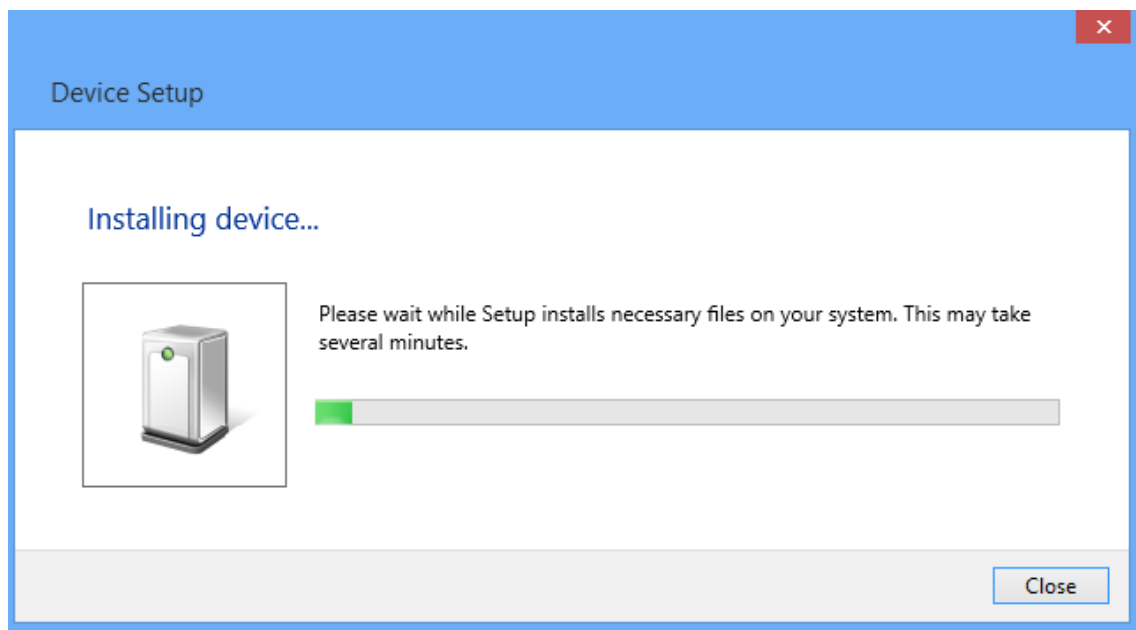 Device Setup
Installing device...
Please wait while Setup installs necessary files on your system. This may take
several minutes.
Close